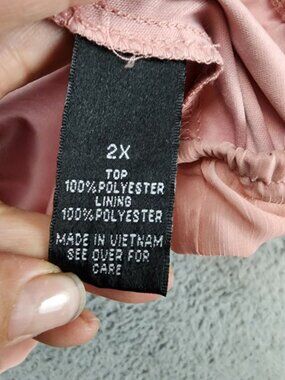 2X
TOP
100%POLYESTER
LINING
100%POLYESTER
MADE IN VIETNAM
SEE OVER FOR
CARE